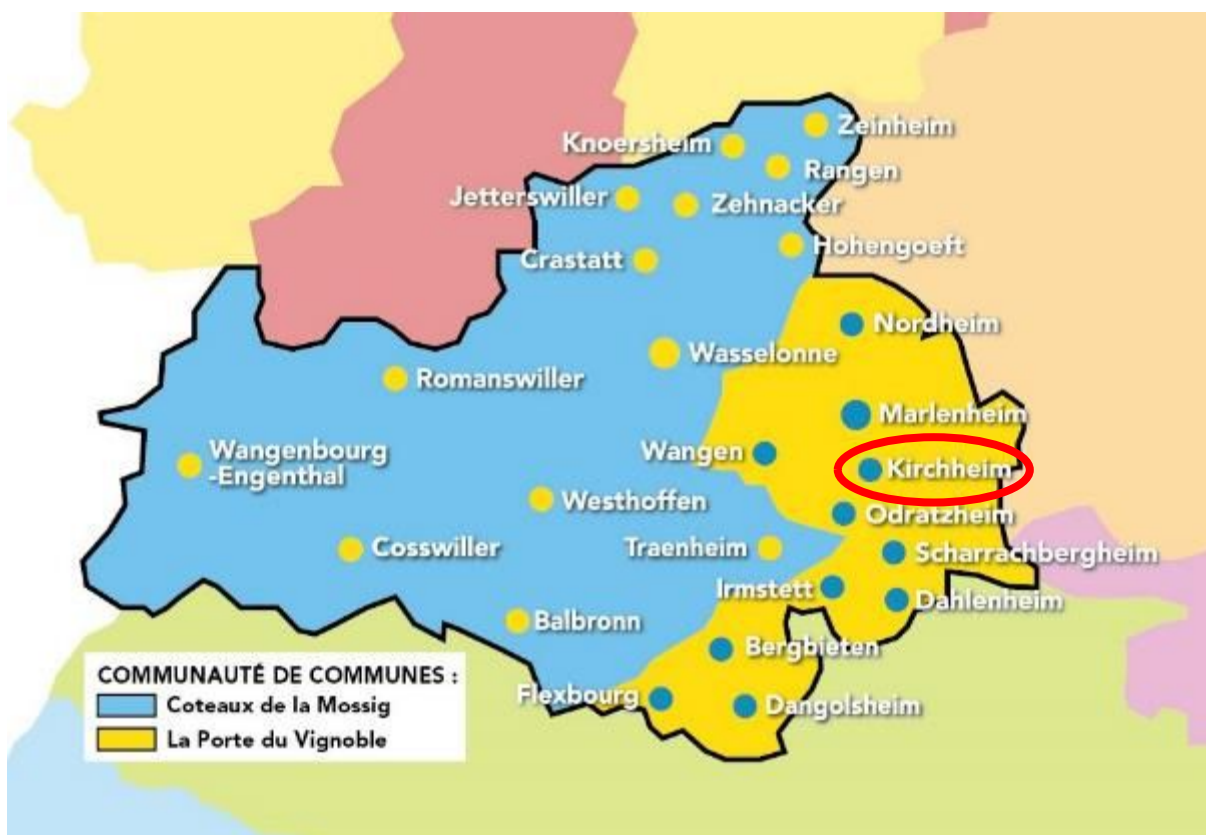 Zeinheim
Knoersheim
Rangen
Jetterswiller
Zehnacker
Hohengoeft
Crastatt
Nordheim
Wasselonne
Romanswiller
Marlenheim
Wangenbourg
-Engenthal
Wangen
Kirchheim
Westhoffen
Odratzheim
Cosswiller
Traenheim
Scharrachbergheim
Irmstett
Dahlenheim
Balbronn
Bergbieten
Flexbourg
Dangolsheim
COMMUNAUTÉ DE COMMUNES :
Coteaux de la Mossig
La Porte du Vignoble